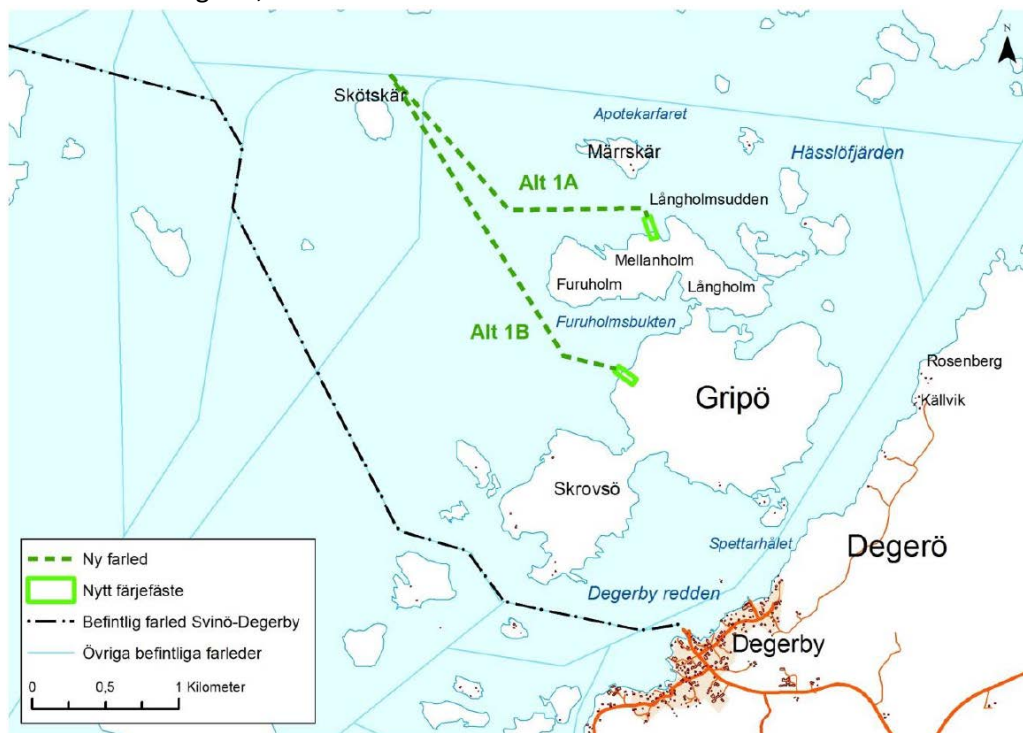 N
Skötskär
Apotekarfaret
Märrskär
Hässlöfjärden
Alt 1A
Långholmsudden
Mellanholm
Furuholm
Långholm
Alt 1B
Furuholmsbukten
Rosenberg
Källvik
Gripö
Skrovsö
Spettarhålet
Degerö
Degerby redden
Degerby
Ny farled
Nytt färjefäste
Befintlig farled Svinö-Degerby
Övriga befintliga farleder
0 0,5 1 Kilometer